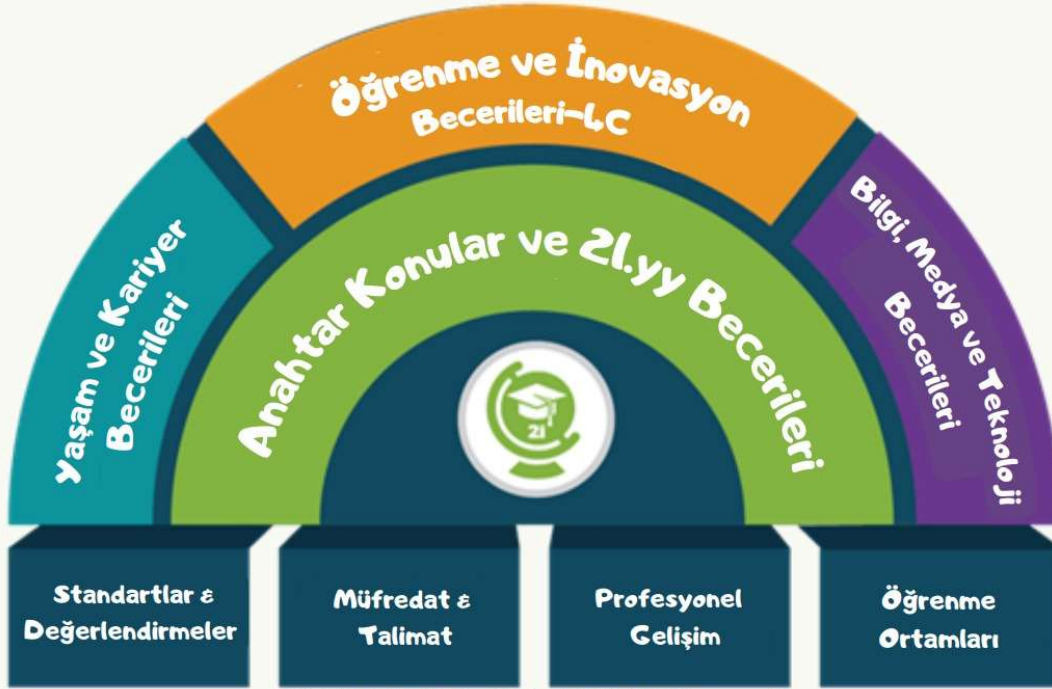 Öğrenme ve İnovasyon
Becerileri-4C
Yaşam ve Kariyer
Becerileri
Bilgi, Medya ve Teknoloji
Becerileri
Anahtar Konular ve 21.yy Becerileri
21
Standartlar &
Değerlendirmeler
Müfredat &
Talimat
Profesyonel
Gelişim
Öğrenme
Ortamları